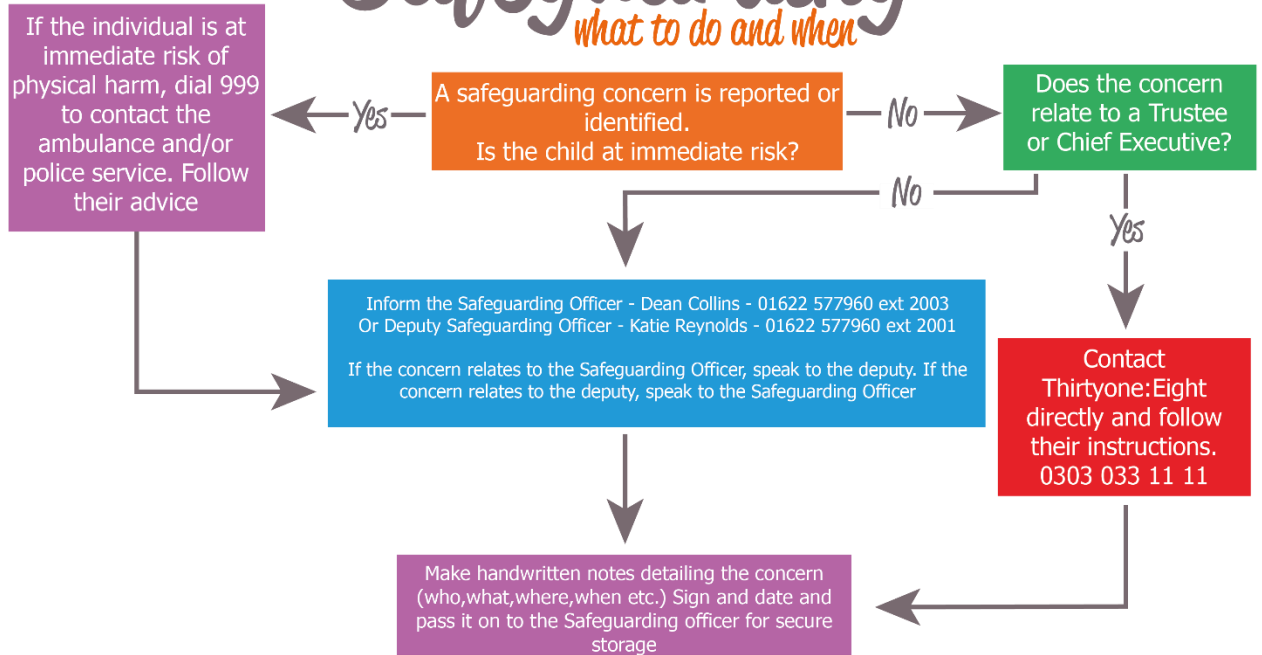 Safeguarding
what to do and when
If the individual is at
immediate risk of
physical harm, dial 999
to contact the
ambulance and/or
police service. Follow
their advice
Yes
A safeguarding concern is reported or
identified.
Is the child at immediate risk?
No
Does the concern
relate to a Trustee
or Chief Executive?
No
Yes
Inform the Safeguarding Officer - Dean Collins - 01622 577960 ext 2003
Or Deputy Safeguarding Officer - Katie Reynolds - 01622 577960 ext 2001
If the concern relates to the Safeguarding Officer, speak to the deputy. If the
concern relates to the deputy, speak to the Safeguarding Officer
Contact
Thirtyone:Eight
directly and follow
their instructions.
0303 033 11 11
Make handwritten notes detailing the concern
(who,what,where,when etc.) Sign and date and
pass it on to the Safeguarding officer for secure
storage